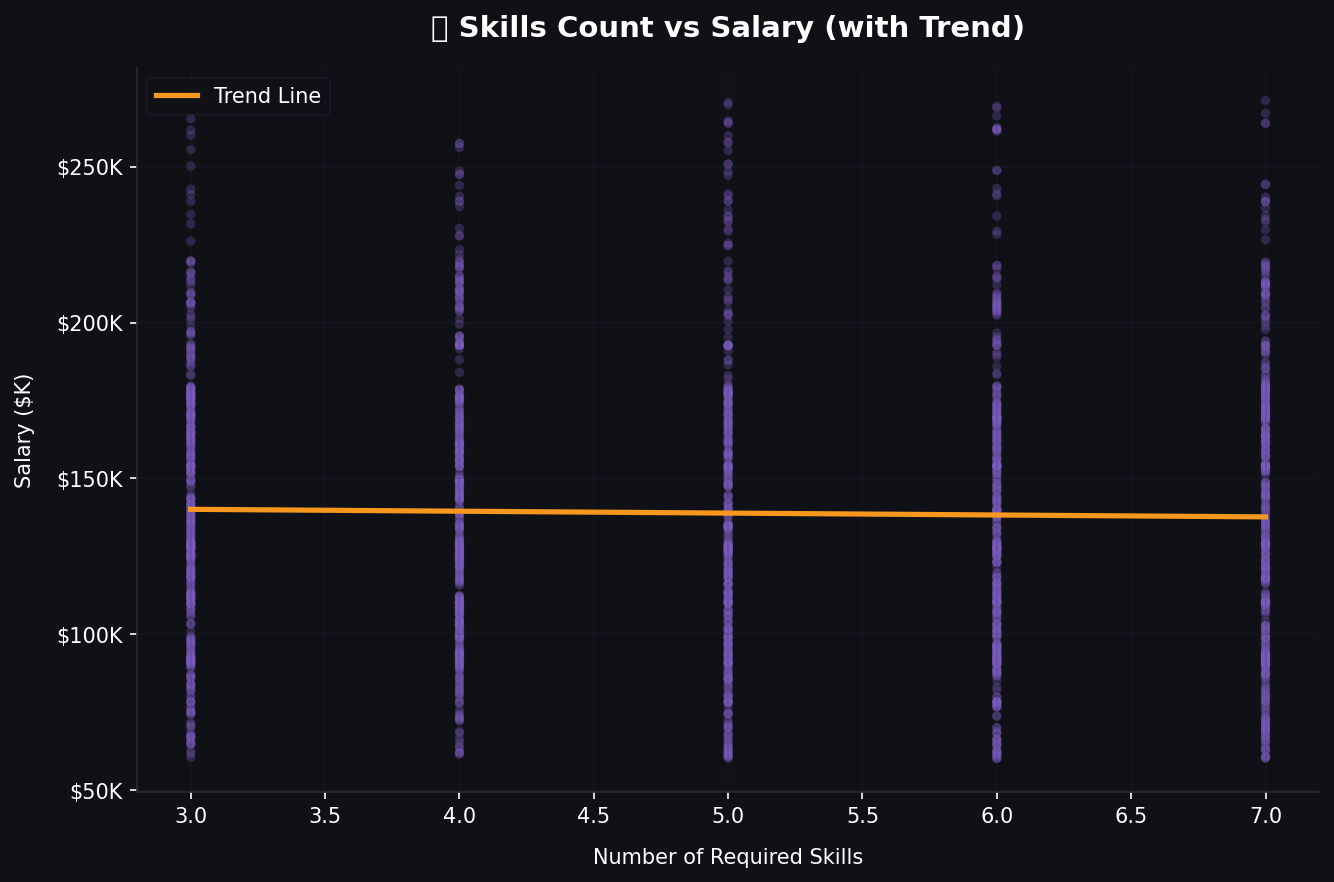 Skills Count vs Salary (with Trend)
Trend Line
$250K
$200K
$150K
$100K
$50K
Salary ($K)
3.0 3.5 4.0 4.5 5.0 5.5 6.0 6.5 7.0
Number of Required Skills